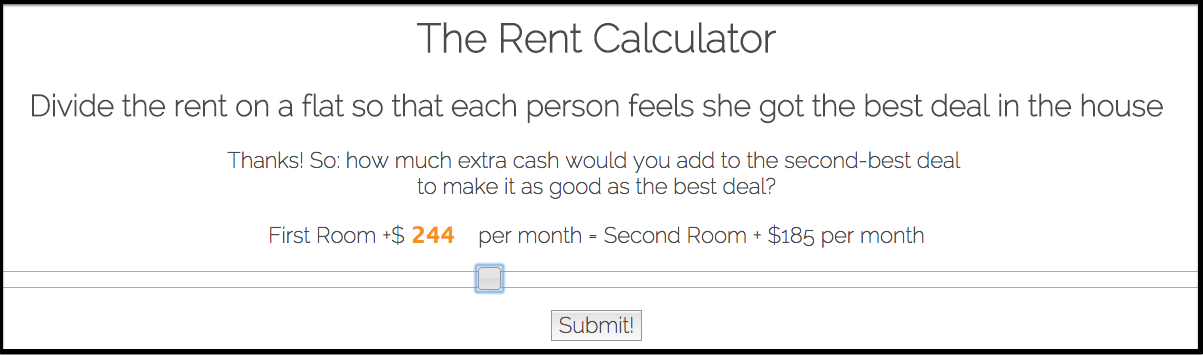 The Rent Calculator
Divide the rent on a flat so that each person feels she got the best deal in the house
Thanks! So: how much extra cash would you add to the second-best deal
to make it as good as the best deal?
First Room +$ 244 per month = Second Room + $185 per month
Submit!